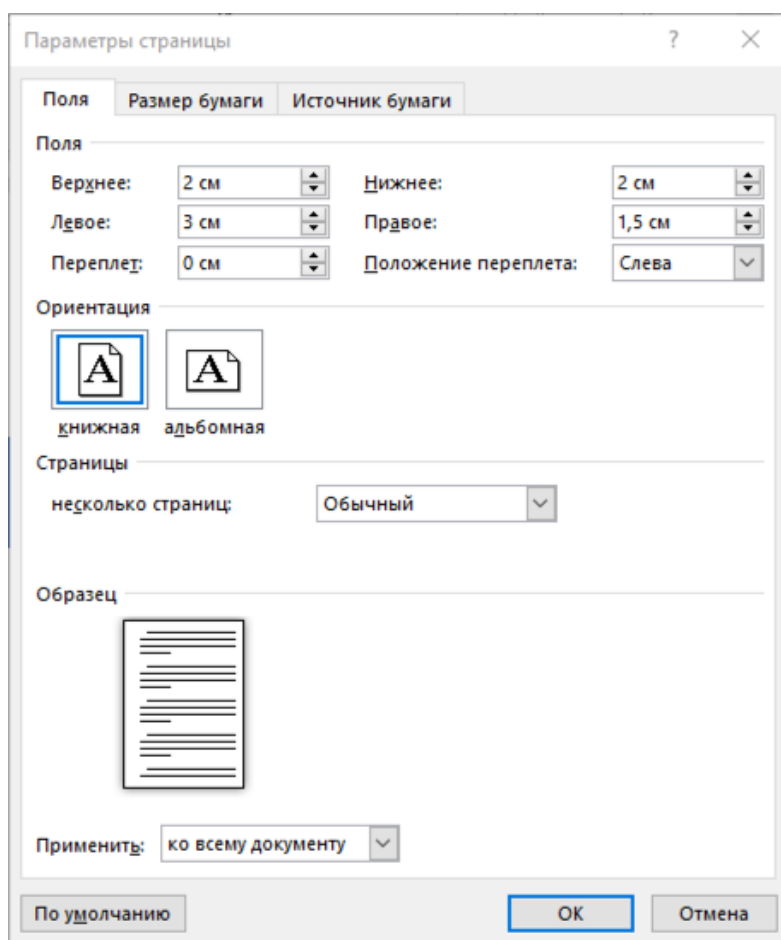 Параметры страницы ?
Поля Размер бумаги Источник бумаги
Поля
Верхнее: 2 см Нижнее: 2 см
Левое: 3 см Правое: 1,5 см
Переплет: 0 см Положение переплета: Слева
Ориентация
A A
книжная альбомная
Страницы
несколько страниц: Обычный
Образец
Применить: ко всему документу
По умолчанию ОК Отмена